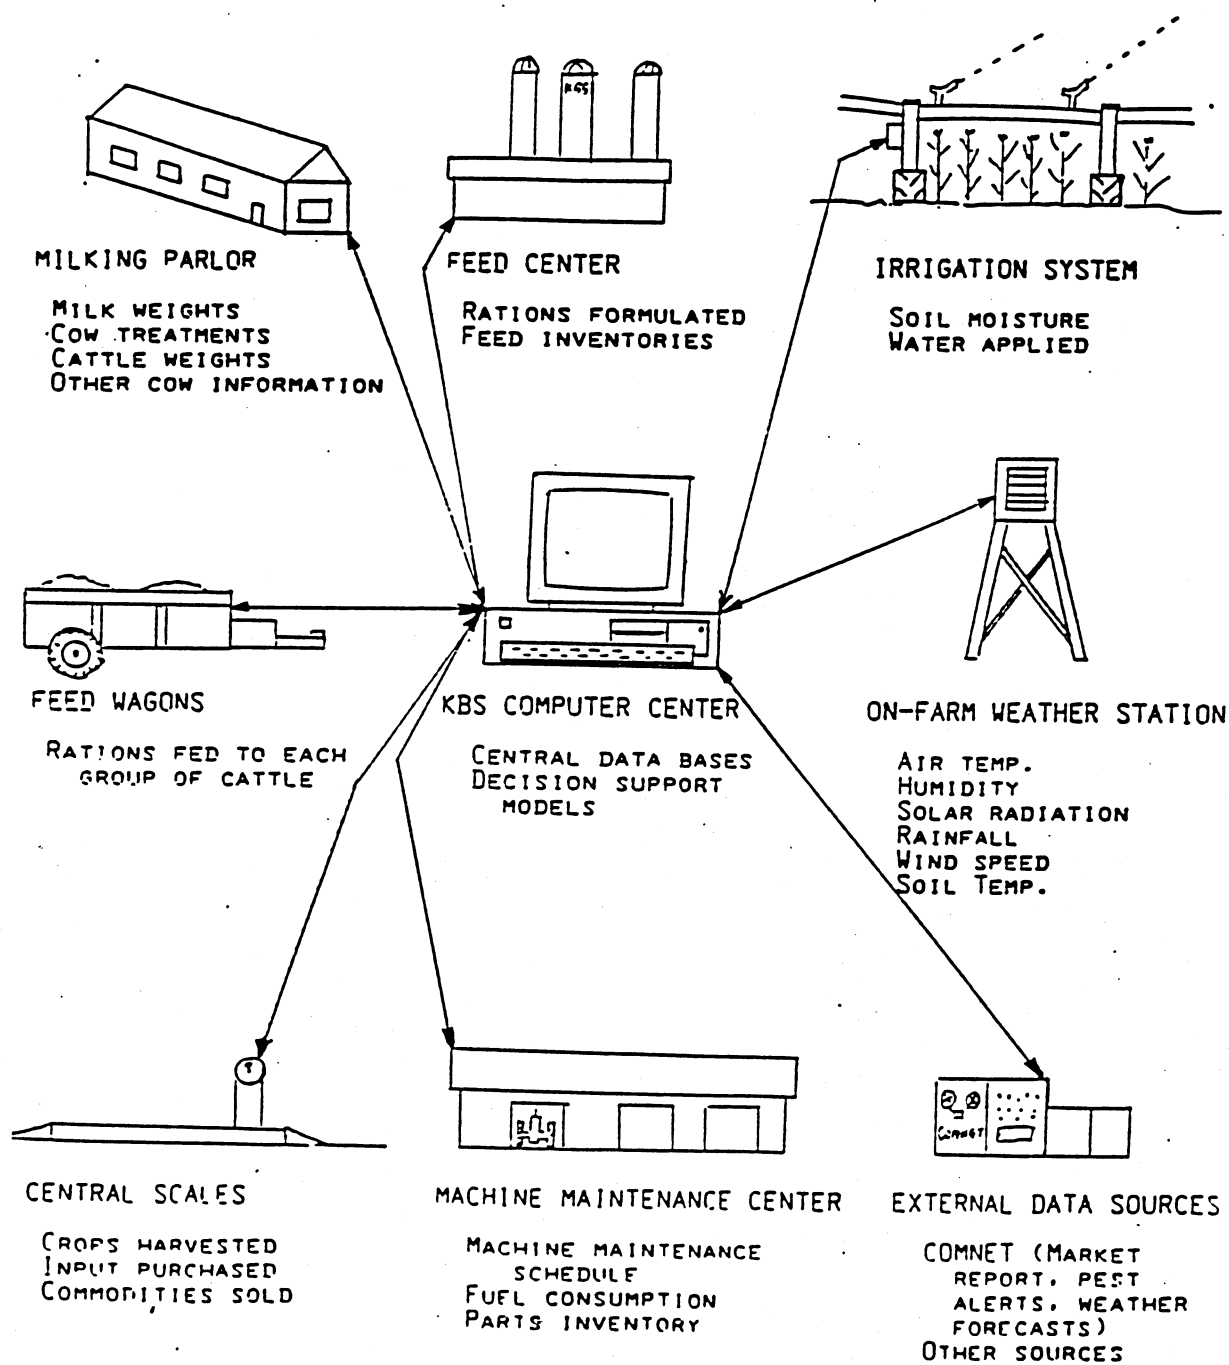 KGS
MILKING PARLOR
MILK WEIGHTS
COW TREATMENTS
CATTLE WEIGHTS
OTHER COW INFORMATION
FEED CENTER
RATIONS FORMULATED
FEED INVENTORIES
IRRIGATION SYSTEM
SOIL MOISTURE
WATER APPLIED
FEED WAGONS
RATIONS FED TO EACH
GROUP OF CATTLE
KBS COMPUTER CENTER
CENTRAL DATA BASES
DECISION SUPPORT
MODELS
ON-FARM WEATHER STATION
AIR TEMP.
HUMIDITY
SOLAR RADIATION
RAINFALL
WIND SPEED
SOIL TEMP.
CENTRAL SCALES
CROPS HARVESTED
INPUT PURCHASED
COMMODITIES SOLD
MACHINE MAINTENANCE CENTER
MACHINE MAINTENANCE
SCHEDULE
FUEL CONSUMPTION
PARTS INVENTORY
EXTERNAL DATA SOURCES
COMNET (MARKET
REPORT, PEST
ALERTS, WEATHER
FORECASTS)
OTHER SOURCES